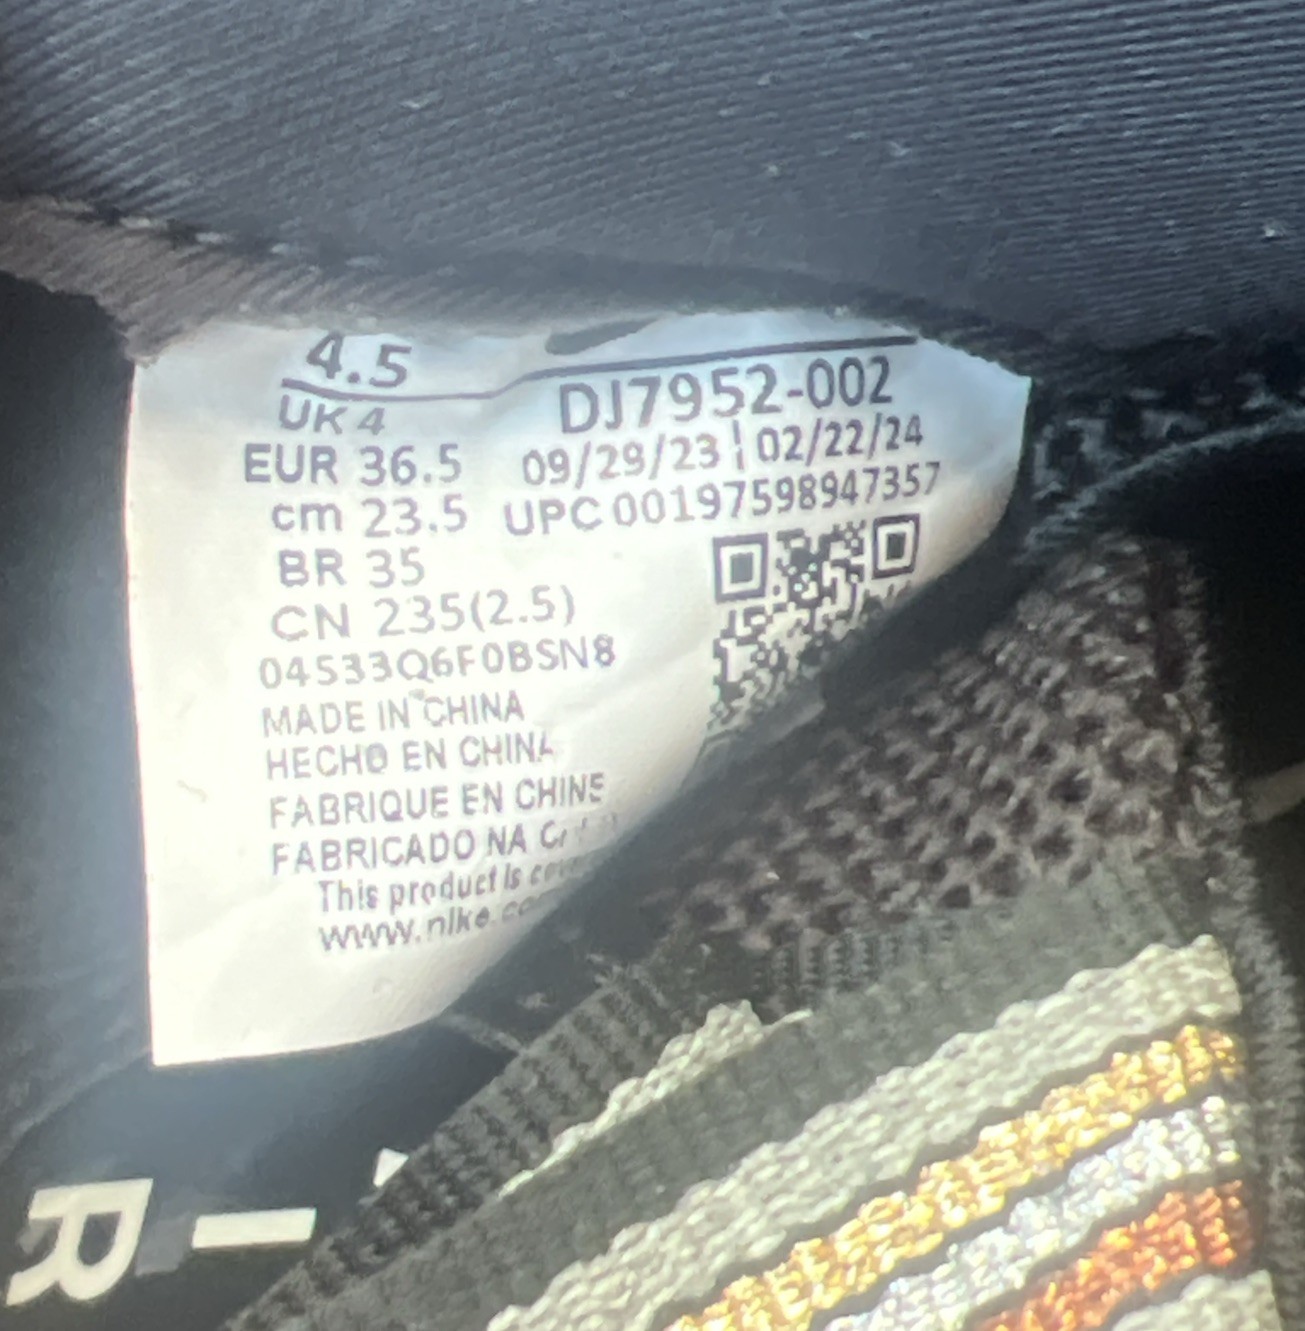 4.5
UK 4
EUR 36.5
cm 23.5
BR 35
CN 235(2.5)
DJ7952-002
09/29/23 | 02/22/24
UPC 00197598947357
04533Q6F0BSN8
MADE IN CHINA
HECHO EN CHINA
FABRIQUE EN CHINE
FABRICADO NA
This product is
www.nike.co
R